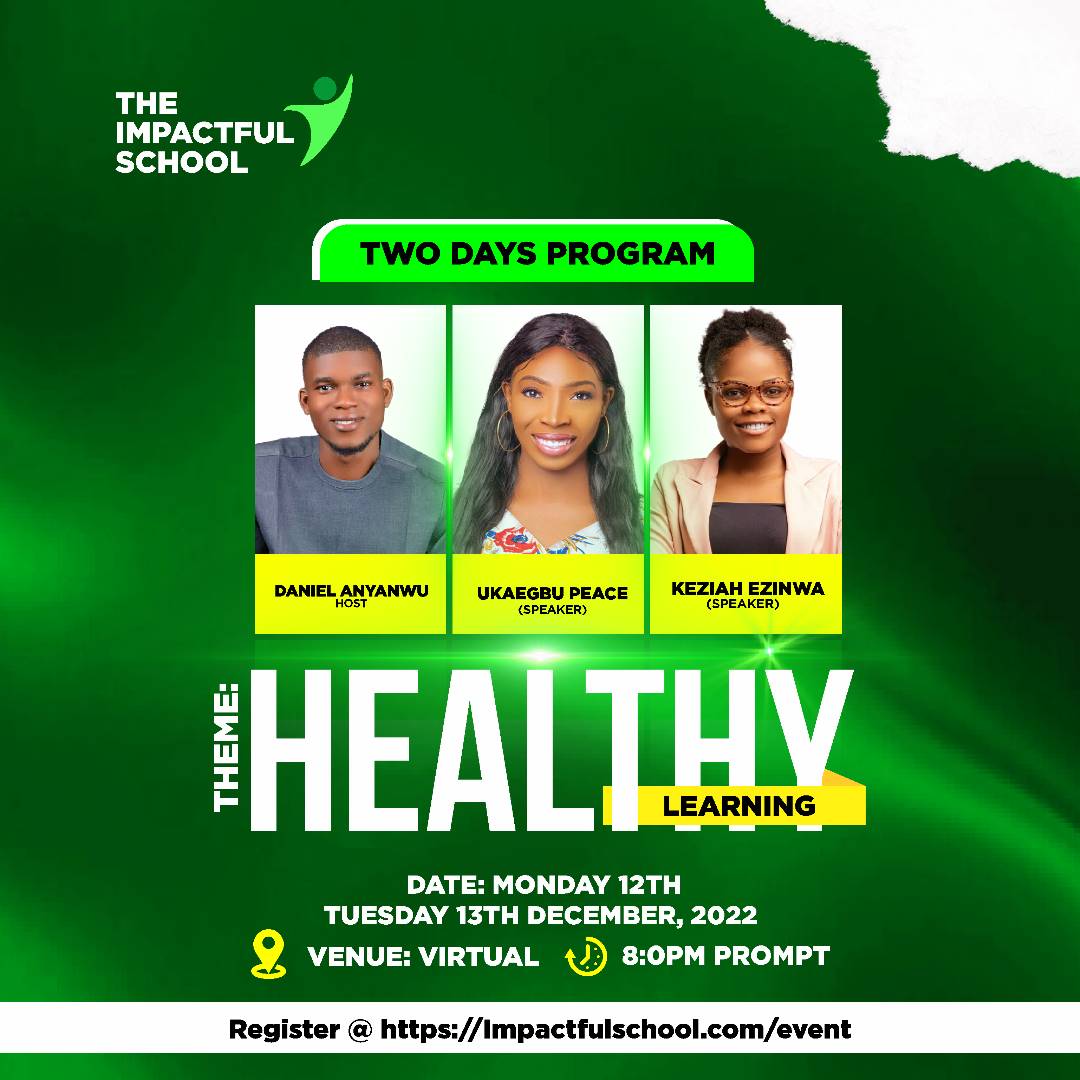 THE
IMPACTFUL
SCHOOL
TWO DAYS PROGRAM
DANIEL ANYANWU
HOST
UKAEGBU PEACE
(SPEAKER)
KEZIAH EZINWA
(SPEAKER)
THEME:
HEALTHY
LEARNING
DATE: MONDAY 12TH
TUESDAY 13TH DECEMBER, 2022
VENUE: VIRTUAL
8:0PM PROMPT
Register @ https://Impactfulschool.com/event